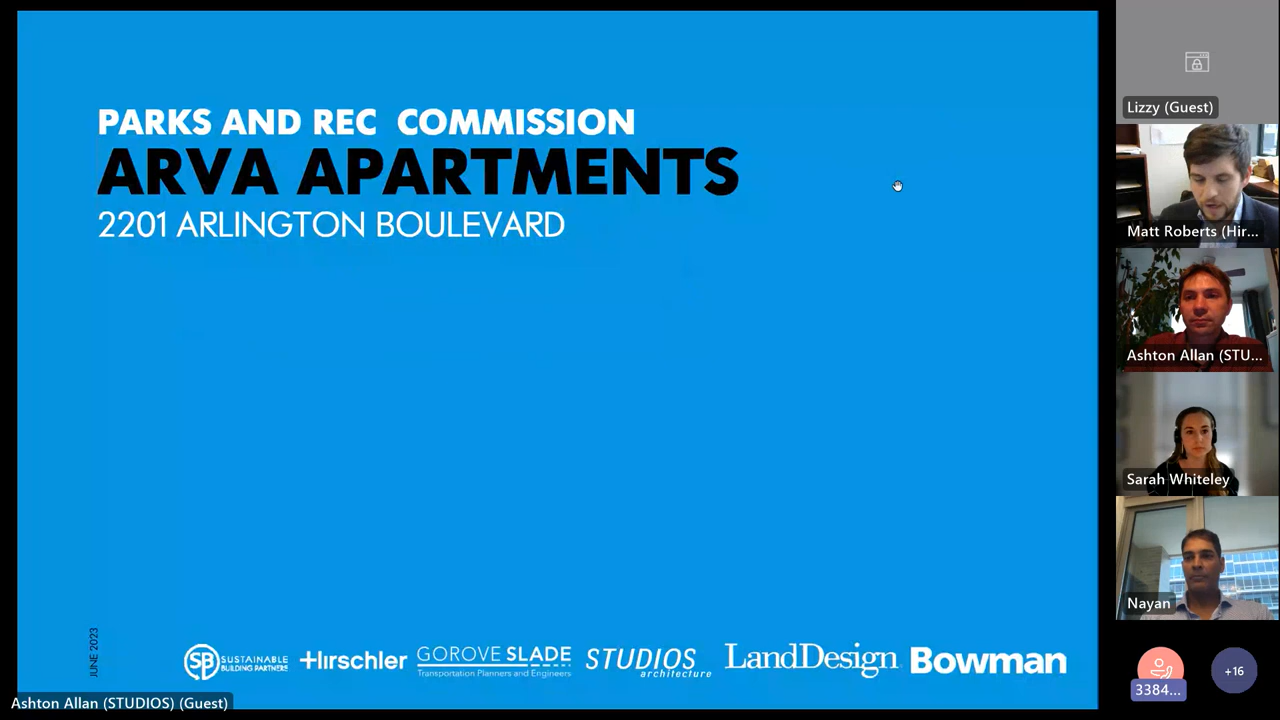 PARKS AND REC COMMISSION
ARVA APARTMENTS
2201 ARLINGTON BOULEVARD
JUNE 2023
SB SUSTAINABLE
BUILDING PARTNERS
Hirschler
GOROVE SLADE
Transportation Planners and Engineers
STUDIOS
architecture
LandDesign
Bowman
Ashton Allan (STUDIOS) (Guest)
Lizzy (Guest)
Matt Roberts (Hir...
Ashton Allan (STU...
Sarah Whiteley
Nayan
3384...
+16